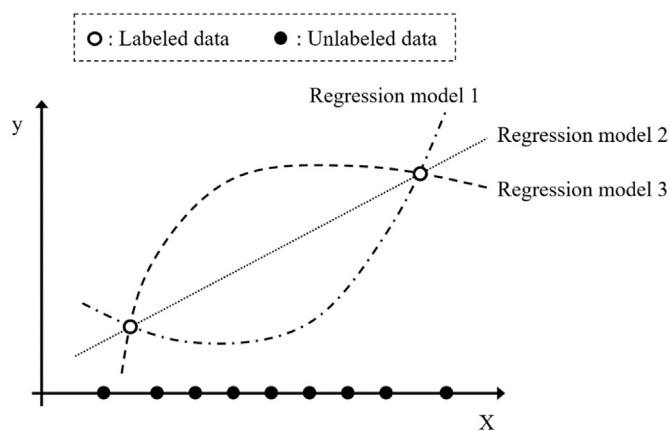 : Labeled data : Unlabeled data
Regression model 1
y
Regression model 2
Regression model 3
X